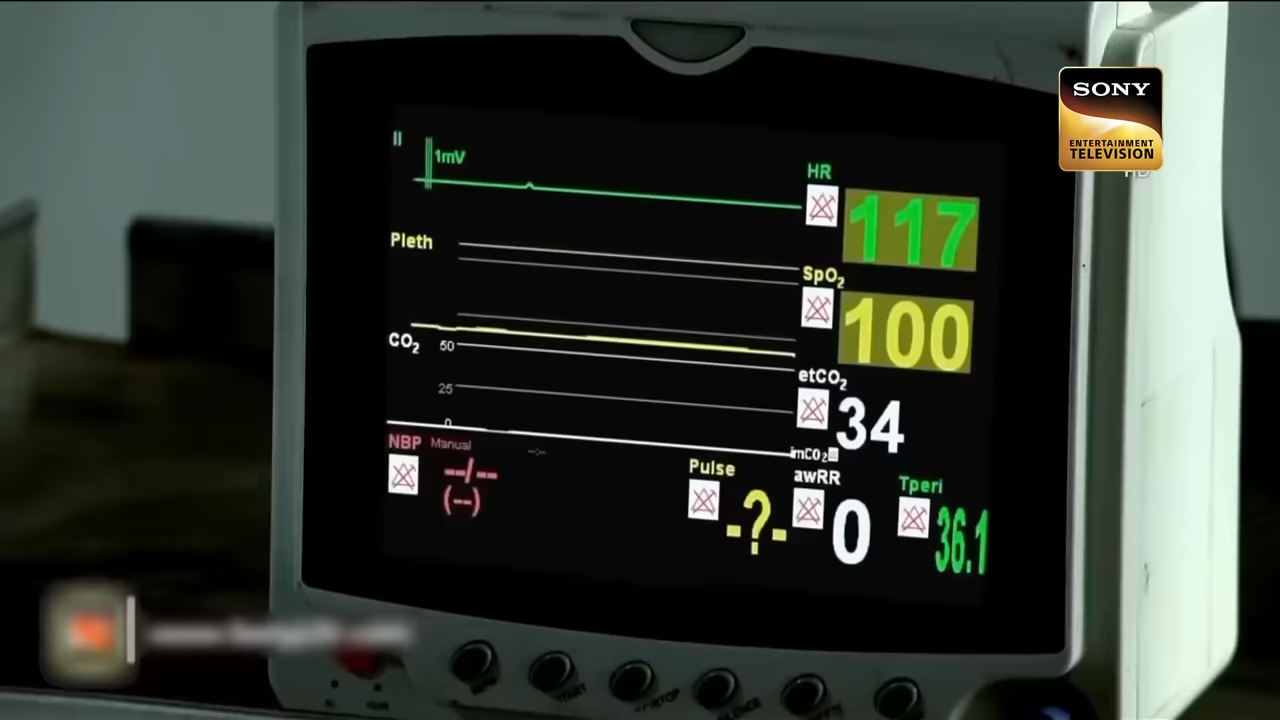 SONY
ENTERTAINMENT
TELEVISION
HD
II
1mV
HR
117
Pleth
SpO₂
100
CO₂
50
25
0
etCO₂
34
imCO₂
NBP
Manual
--/--
(--)
--:--
Pulse
-?-
awRR
0
Tperi
36.1
START